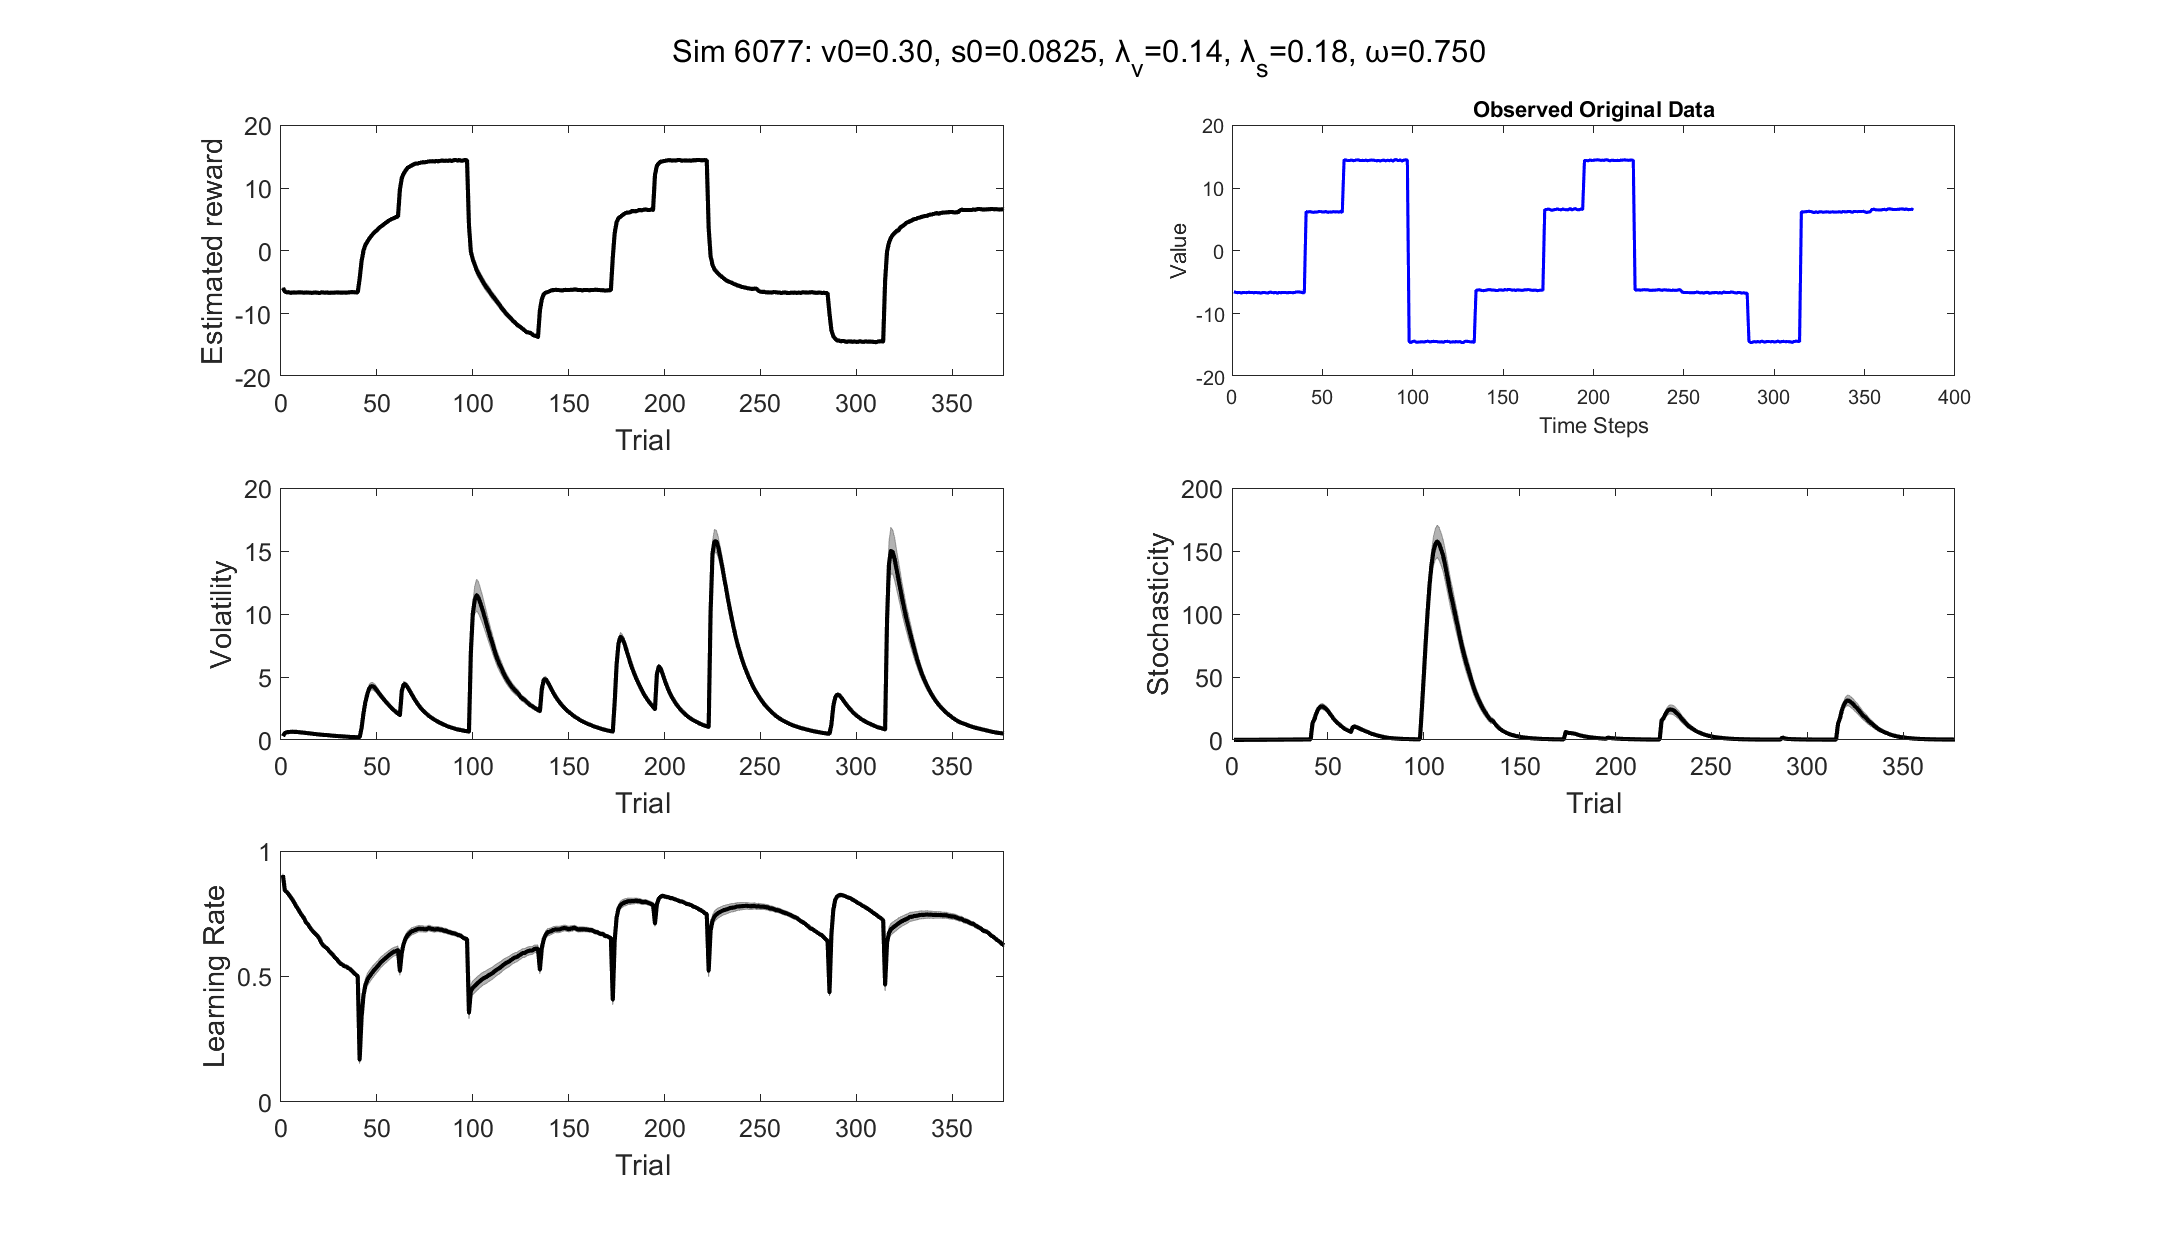 Sim 6077: v0=0.30, s0=0.0825, λ_v=0.14, λ_s=0.18, ω=0.750
20
10
0
-10
-20
Estimated reward
0 50 100 150 200 250 300 350
Trial
Observed Original Data
20
10
0
-10
-20
Value
0 50 100 150 200 250 300 350 400
Time Steps
20
15
10
5
0
Volatility
0 50 100 150 200 250 300 350
Trial
200
150
100
50
0
Stochasticity
0 50 100 150 200 250 300 350
Trial
1
0.5
0
Learning Rate
0 50 100 150 200 250 300 350
Trial